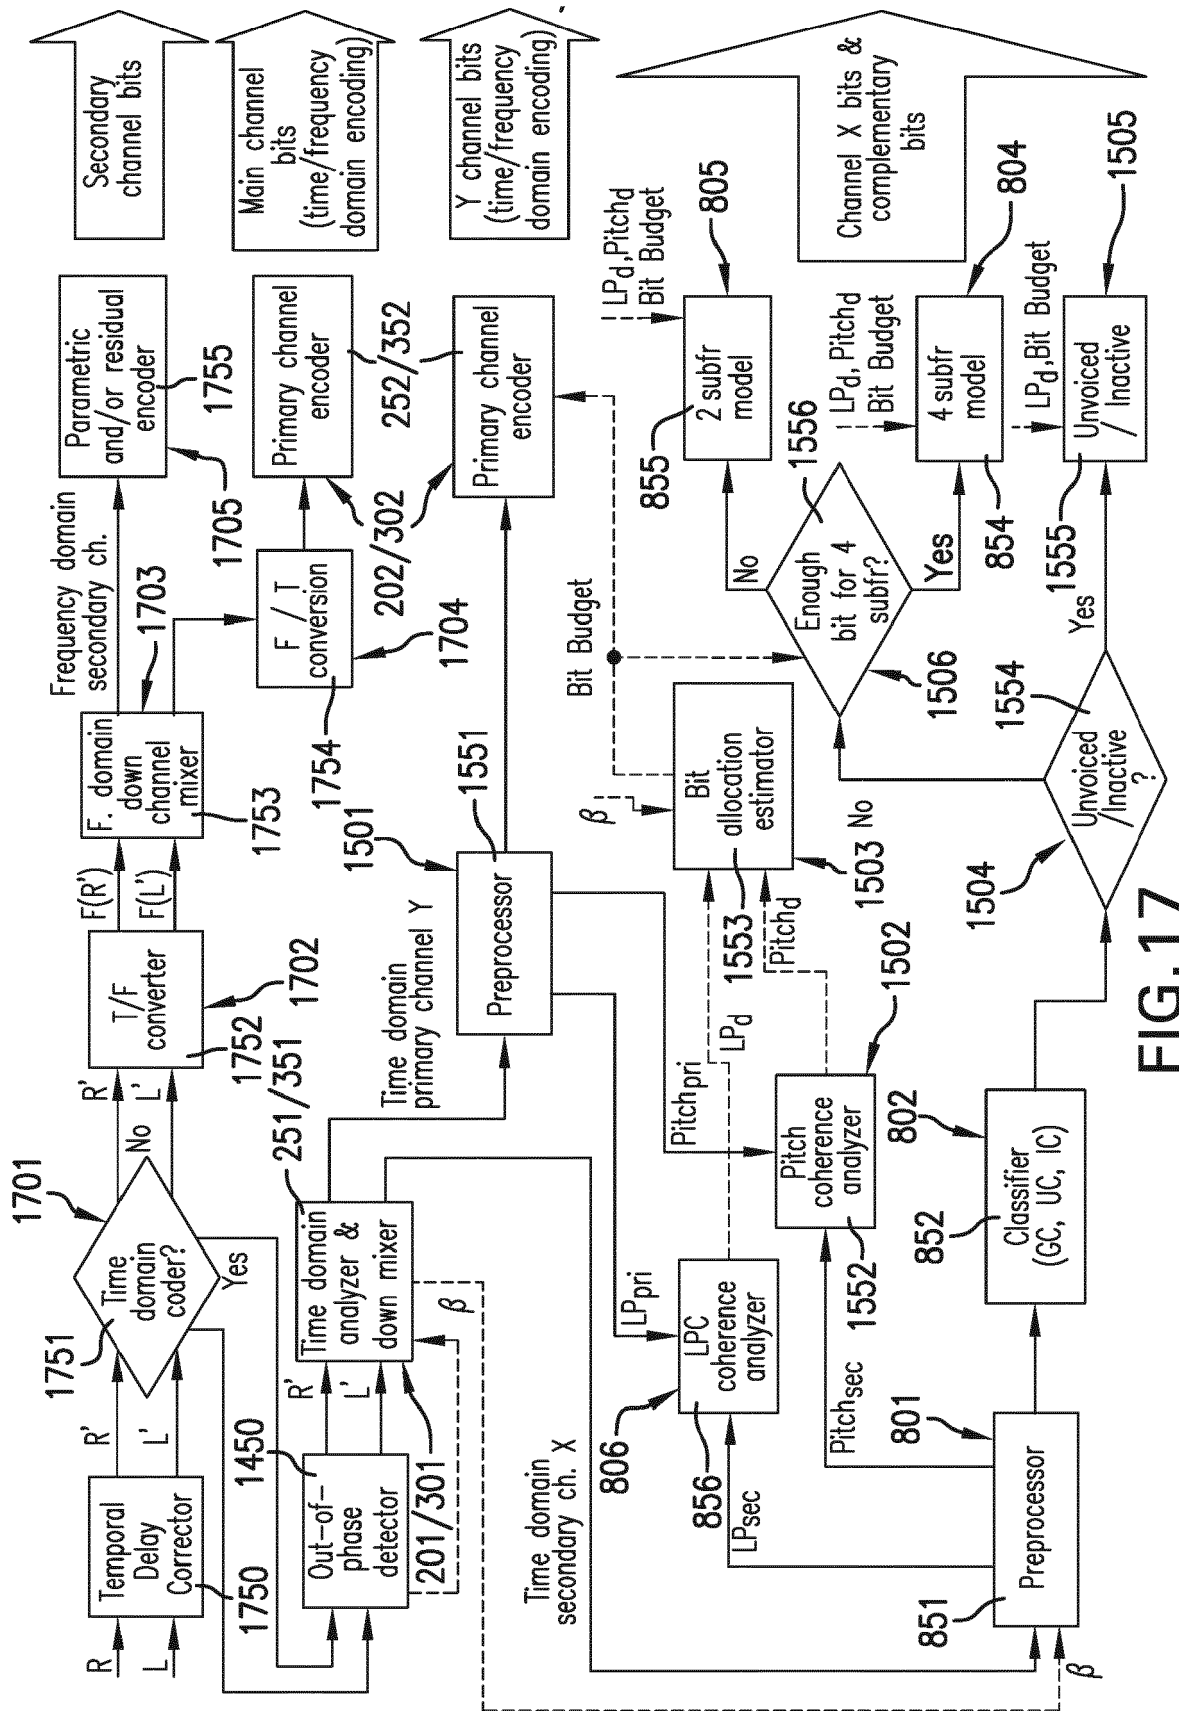 R
L
Temporal
Delay
Corrector
1750
R'
L'
1701
Time
domain
coder?
1751
No
Yes
R'
L'
T/F
converter
1752
1702
F(R')
F(L')
F. domain
down
channel
mixer
1753
1703
Frequency domain
secondary ch.
Parametric
and/or residual
encoder
1755
1705
Secondary
channel bits
F / T
conversion
1754
1704
Primary channel
encoder
252/352
202/302
Main channel
bits
(time/frequency
domain encoding)
1450
Out-of-
phase
detector
R'
L'
201/301
Time domain
analyzer &
down mixer
251/351
β
Time domain
primary channel Y
1501
1551
Preprocessor
Primary channel
encoder
Y channel bits
(time/frequency
domain encoding)
Time domain
secondary ch. X
LPpri
Pitchpri
806
LPC
coherence
analyzer
856
LPsec
LPd
Pitchsec
Pitch
coherence
analyzer
1552
1502
Pitchd
β
Bit
allocation
estimator
1553
1503
Bit Budget
No
Enough
bit for 4
subfr?
1556
1506
No
Yes
LPd,Pitchd
Bit Budget
2 subfr
model
855
805
LPd,Pitchd
Bit Budget
4 subfr
model
854
804
Channel X bits &
complementary
bits
β
Preprocessor
851
801
Classifier
(GC, UC, IC)
852
802
Unvoiced
/Inactive
?
1504
1554
Yes
LPd,Bit Budget
Unvoiced
/
Inactive
1555
1505
FIG.17